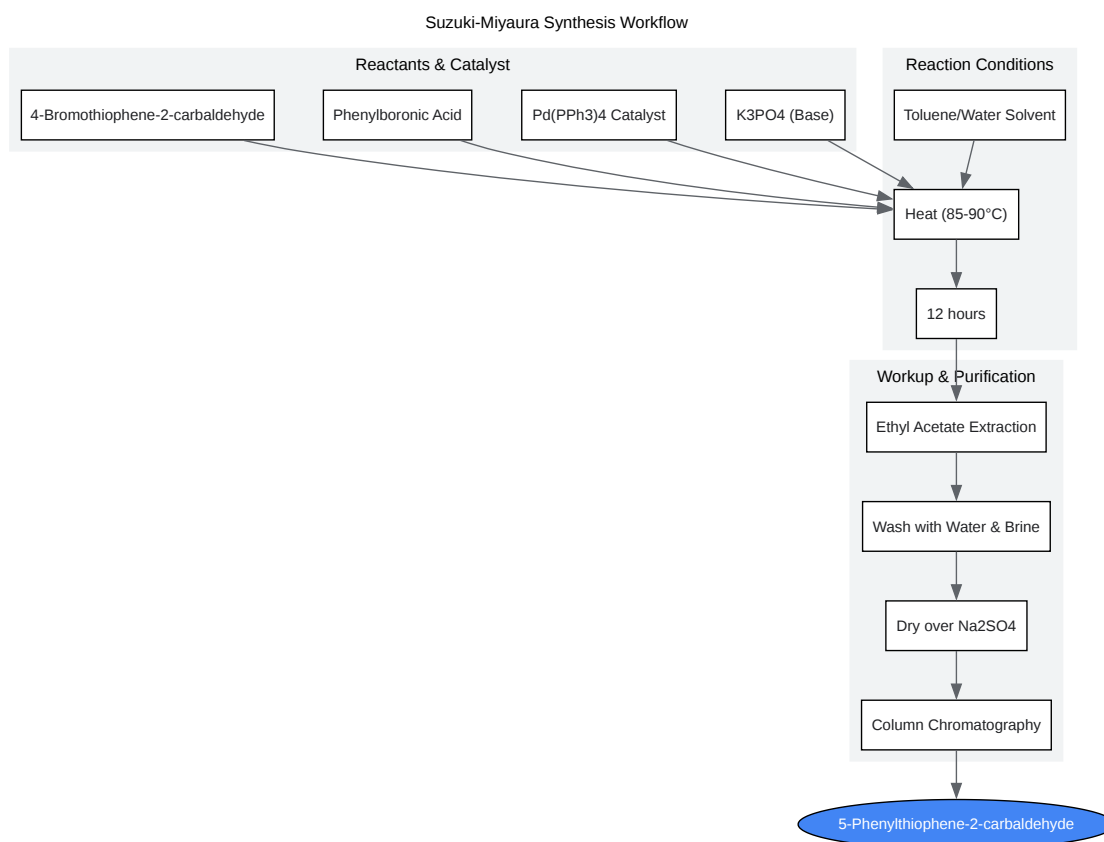 Suzuki-Miyaura Synthesis Workflow
Reactants & Catalyst
Reaction Conditions
4-Bromothiophene-2-carbaldehyde
Phenylboronic Acid
Pd(PPh3)4 Catalyst
K3PO4 (Base)
Toluene/Water Solvent
Heat (85-90°C)
12 hours
Workup & Purification
Ethyl Acetate Extraction
Wash with Water & Brine
Dry over Na2SO4
Column Chromatography
5-Phenylthiophene-2-carbaldehyde